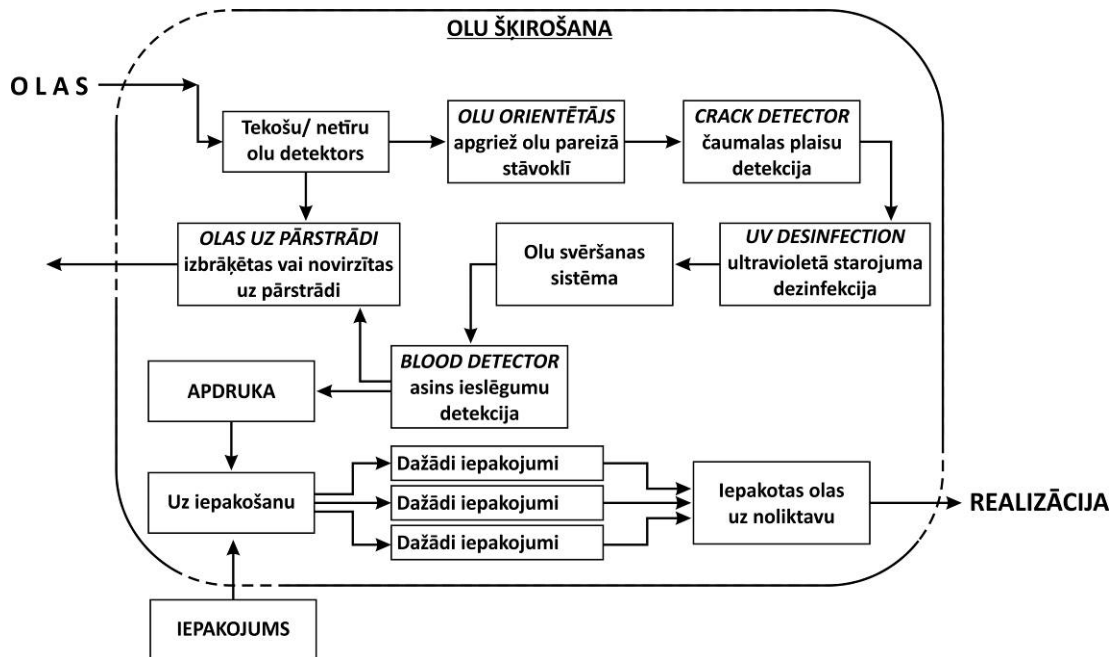 OLU ŠĶIROŠANA
OLAS
Tekošu/ netīru
olu detektors
OLU ORIENTĒTĀJS
apgriež olu pareizā
stāvoklī
CRACK DETECTOR
čaumalas plaisu
detekcija
OLAS UZ PĀRSTRĀDI
izbrāķētas vai novirzītas
uz pārstrādi
Olu svēršanas
sistēma
UV DESINFECTION
ultravioletā starojuma
dezinfekcija
BLOOD DETECTOR
asins ieslēgumu
detekcija
APDRUKA
Uz iepakošanu
Dažādi iepakojumi
Dažādi iepakojumi
Dažādi iepakojumi
Iepakotas olas
uz noliktavu
REALIZĀCIJA
IEPAKOJUMS